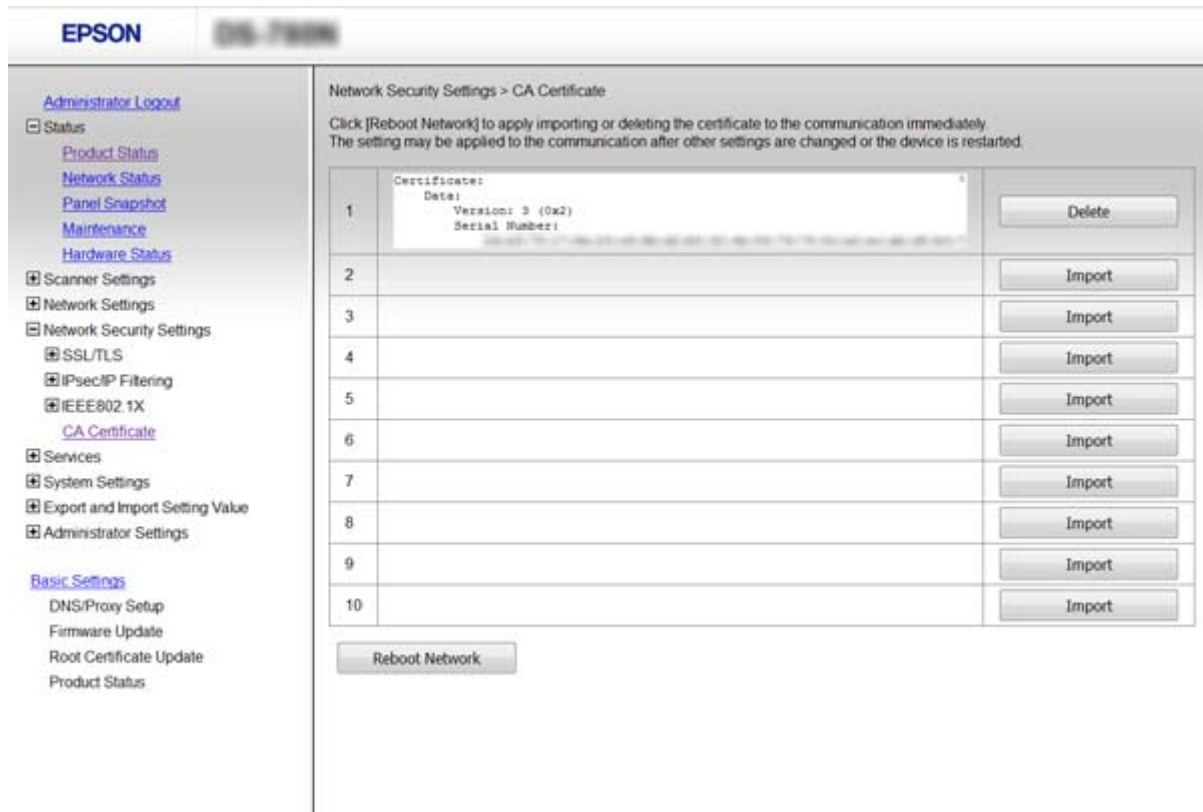 EPSON
Administrator Logout
Status
Product Status
Network Status
Panel Snapshot
Maintenance
Hardware Status
Scanner Settings
Network Settings
Network Security Settings
SSL/TLS
IPsec/IP Filtering
IEEE802.1X
CA Certificate
Services
System Settings
Export and Import Setting Value
Administrator Settings
Basic Settings
DNS/Proxy Setup
Firmware Update
Root Certificate Update
Product Status
Network Security Settings > CA Certificate
Click [Reboot Network] to apply importing or deleting the certificate to the communication immediately.
The setting may be applied to the communication after other settings are changed or the device is restarted.
Certificate:
Data:
Version: 3 (0x2)
1 Delete
Serial Number:
2 Import
3 Import
4 Import
5 Import
6 Import
7 Import
8 Import
9 Import
10 Import
Reboot Network